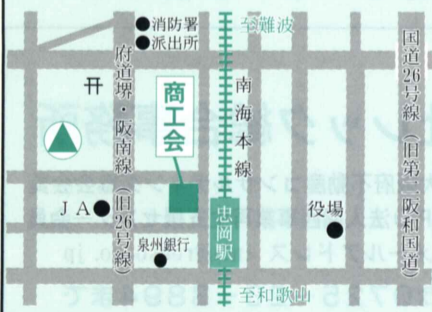 消防署
派出所
至難波
国道26号線(旧第二阪和国道)
南海本線
府道堺・阪南線(旧26号線)
商工会
忠岡駅
役場
JA
泉州銀行
至和歌山